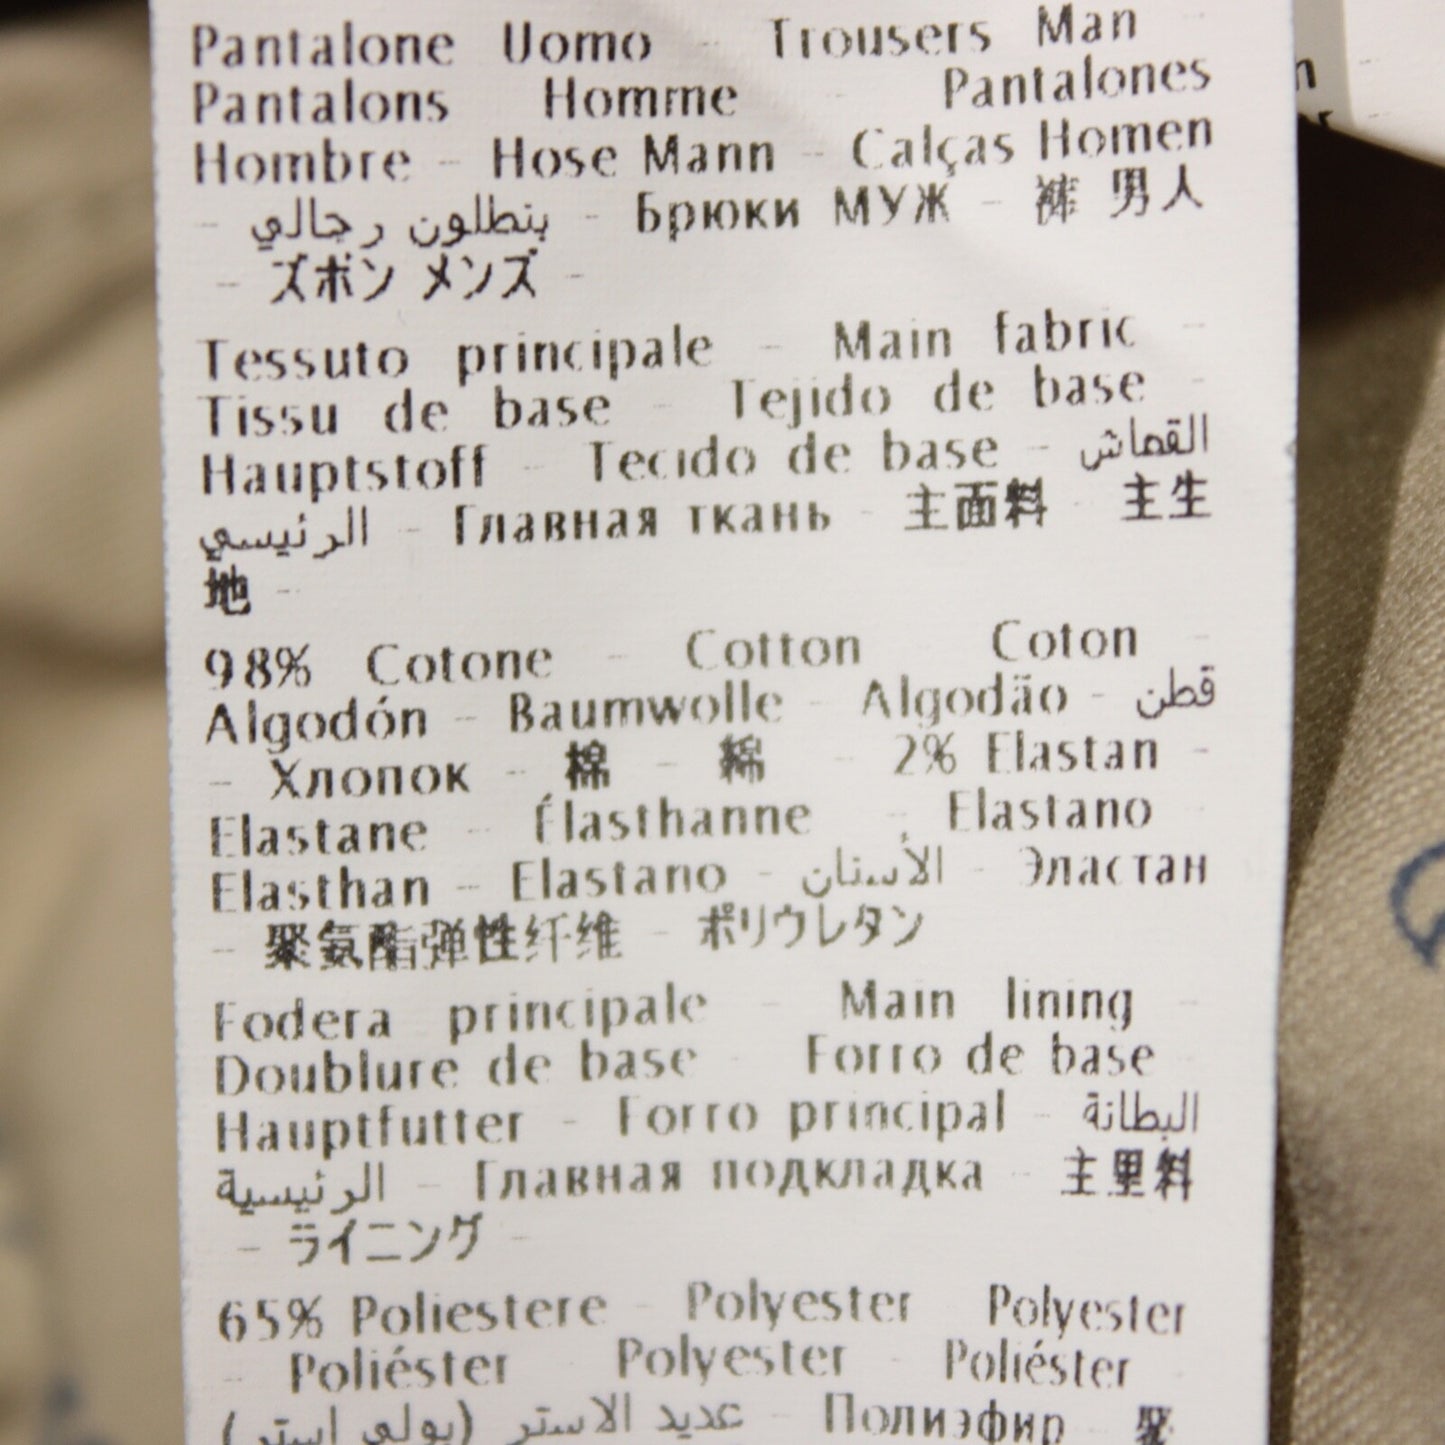 Pantalone Uomo - Trousers Man
Pantalons Homme - Pantalones
Hombre - Hose Mann - Calças Homen
- بنطلون رجالي - Брюки МУЖ - 裤 男人
- ズボン メンズ -
Tessuto principale - Main fabric -
Tissu de base - Tejido de base -
Hauptstoff - Tecido de base - القماش
الرئيسي - Главная ткань - 主面料 - 主生
地 -
98% Cotone - Cotton - Coton -
Algodón - Baumwolle - Algodão - قطن
- Хлопок - 棉 - 綿 - 2% Elastan -
Elastane - Élasthanne - Elastano -
Elasthan - Elastano - الأستان - Эластан
- 聚氨酯弹性纤维 - ポリウレタン
Fodera principale - Main lining -
Doublure de base - Forro de base -
Hauptfutter - Forro principal - البطانة
الرئيسية - Главная подкладка - 主里料
- ライニング -
65% Poliestere - Polyester - Polyester
- Poliéster - Polyester - Poliéster
عديد الاستر (بولي استر) - Полиэфир - 聚